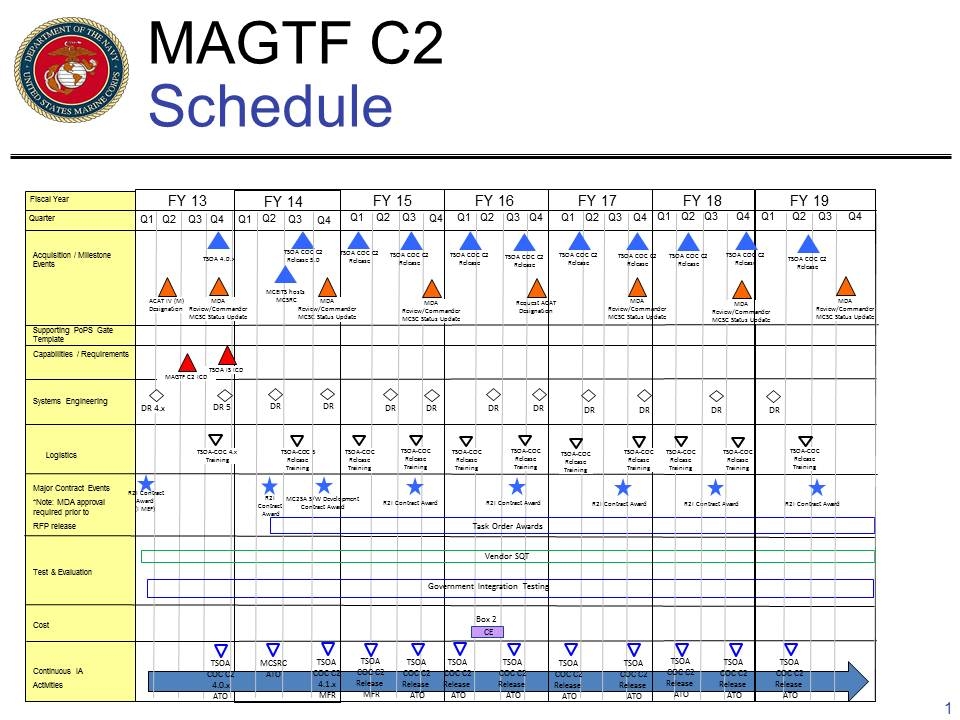 DEPARTMENT OF THE NAVY
UNITED STATES MARINE CORPS
MAGTF C2
Schedule
Fiscal Year
FY 13
FY 14
FY 15
FY 16
FY 17
FY 18
FY 19
Quarter
Q1 Q2 Q3 Q4 Q1 Q2 Q3 Q4 Q1 Q2 Q3 Q4 Q1 Q2 Q3 Q4 Q1 Q2 Q3 Q4 Q1 Q2 Q3 Q4 Q1 Q2 Q3 Q4
Acquisition / Milestone
Events
TSOA 4.0.x
TSOA COC C2
Release 5.0
TSOA COC C2
Release
TSOA COC C2
Release
TSOA COC C2
Release
TSOA COC C2
Release
TSOA COC C2
Release
TSOA COC C2
Release
TSOA COC C2
Release
TSOA COC C2
Release
TSOA COC C2
Release
ACAT IV (M)
Designation
MDA
Review/Commander
MCSC Status Update
MCEITS hosts
MCSRC
MDA
Review/Commander
MCSC Status Update
MDA
Review/Commander
MCSC Status Update
Request ACAT
Designation
MDA
Review/Commander
MCSC Status Update
MDA
Review/Commander
MCSC Status Update
MDA
Review/Commander
MCSC Status Update
Supporting PoPS Gate
Template
Capabilities / Requirements
MAGTF C2 ICD
TSOA IS ICD
Systems Engineering
DR 4.x
DR 5
DR
DR
DR
DR
DR
DR
DR
DR
DR
DR
Logistics
TSOA-COC 4.x
Training
TSOA-COC 5
Release
Training
TSOA-COC
Release
Training
TSOA-COC
Release
Training
TSOA-COC
Release
Training
TSOA-COC
Release
Training
TSOA-COC
Release
Training
TSOA-COC
Release
Training
TSOA-COC
Release
Training
TSOA-COC
Release
Training
TSOA-COC
Release
Training
Major Contract Events
*Note: MDA approval
required prior to
RFP release
R2I Contract
Award
MEF)
R2I
Contract
Award
MC2SA S/W Development
Contract Award
R2I Contract Award
R2I Contract Award
R2I Contract Award
R2I Contract Award
R2I Contract Award
Task Order Awards
Test & Evaluation
Vendor SQT
Government Integration Testing
Cost
Box 2
CE
Continuous IA
Activities
TSOA
COC C2
4.0.x
ATO
MCSRC
ATO
TSOA
COC C2
4.1.x
MFR
TSOA
COC C2
Release
MFR
TSOA
COC C2
Release
ATO
TSOA
COC C2
Release
ATO
TSOA
COC C2
Release
ATO
TSOA
COC C2
Release
ATO
TSOA
COC C2
Release
ATO
TSOA
COC C2
Release
ATO
TSOA
COC C2
Release
ATO
TSOA
COC C2
Release
ATO
1